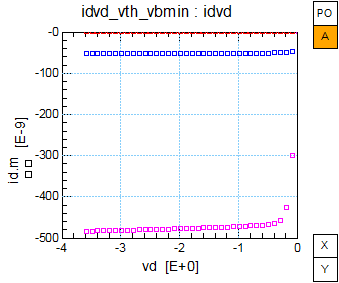 idvd_vth_vbmin : idvd
PO
A
-0
-100
-200
-300
-400
-500
id.m [E-9]
-4
-3
-2
-1
0
vd [E+0]
X
Y